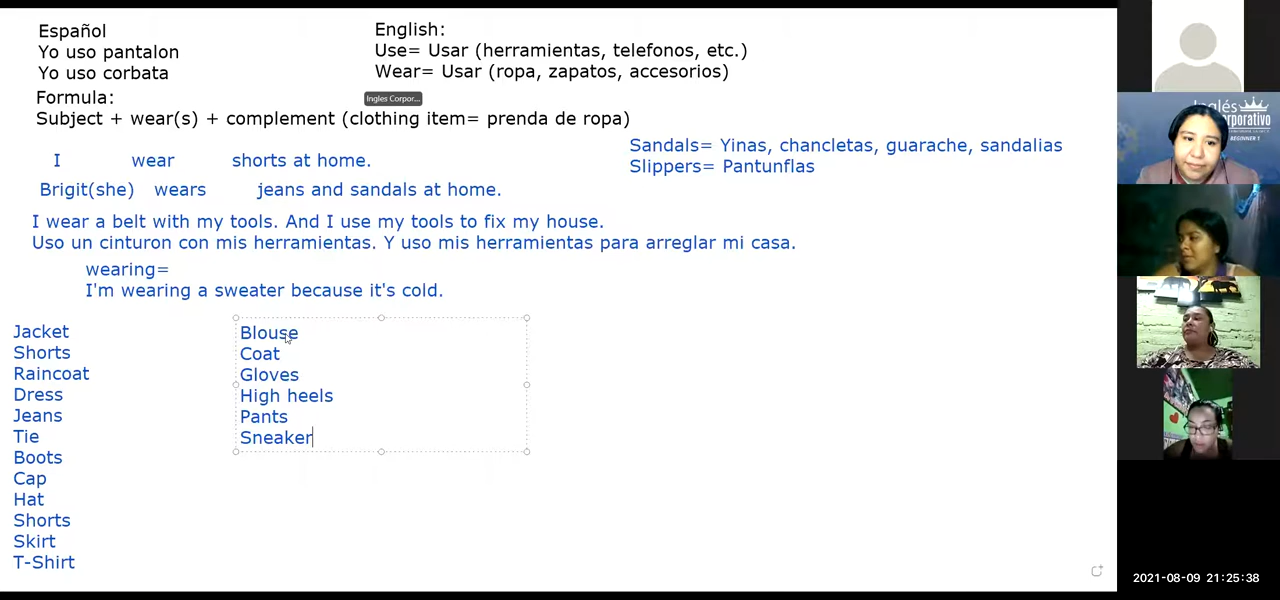 Español
Yo uso pantalon
Yo uso corbata
English:
Use= Usar (herramientas, telefonos, etc.)
Wear= Usar (ropa, zapatos, accesorios)
Formula:
Ingles Corpor...
Subject + wear(s) + complement (clothing item= prenda de ropa)
I wear shorts at home.
Brigit(she) wears jeans and sandals at home.
Sandals= Yinas, chancletas, guarache, sandalias
Slippers= Pantunflas
I wear a belt with my tools. And I use my tools to fix my house.
Uso un cinturon con mis herramientas. Y uso mis herramientas para arreglar mi casa.
wearing=
I'm wearing a sweater because it's cold.
Jacket
Shorts
Raincoat
Dress
Jeans
Tie
Boots
Cap
Hat
Shorts
Skirt
T-Shirt
Blouse
Coat
Gloves
High heels
Pants
Sneaker
Inglés
orporativo
BEGINNER 1
2021-08-09 21:25:38